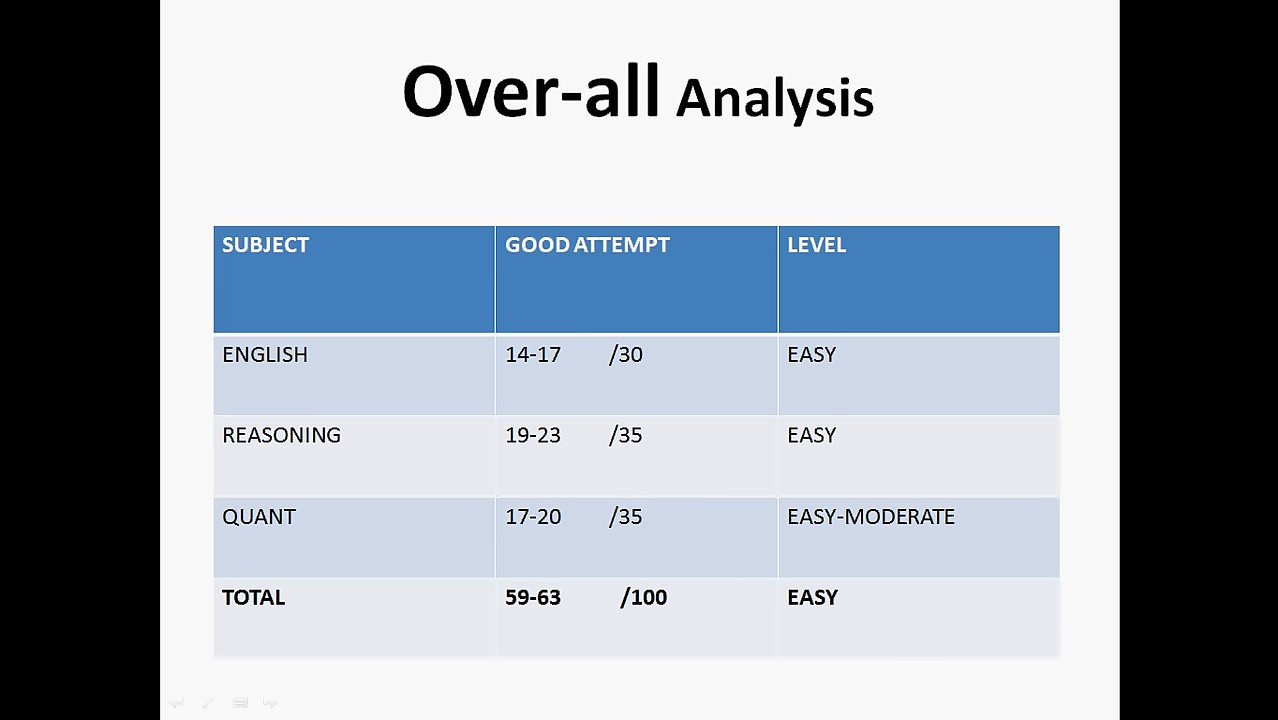 Over-all Analysis
SUBJECT GOOD ATTEMPT LEVEL
ENGLISH 14-17 /30 EASY
REASONING 19-23 /35 EASY
QUANT 17-20 /35 EASY-MODERATE
TOTAL 59-63 /100 EASY